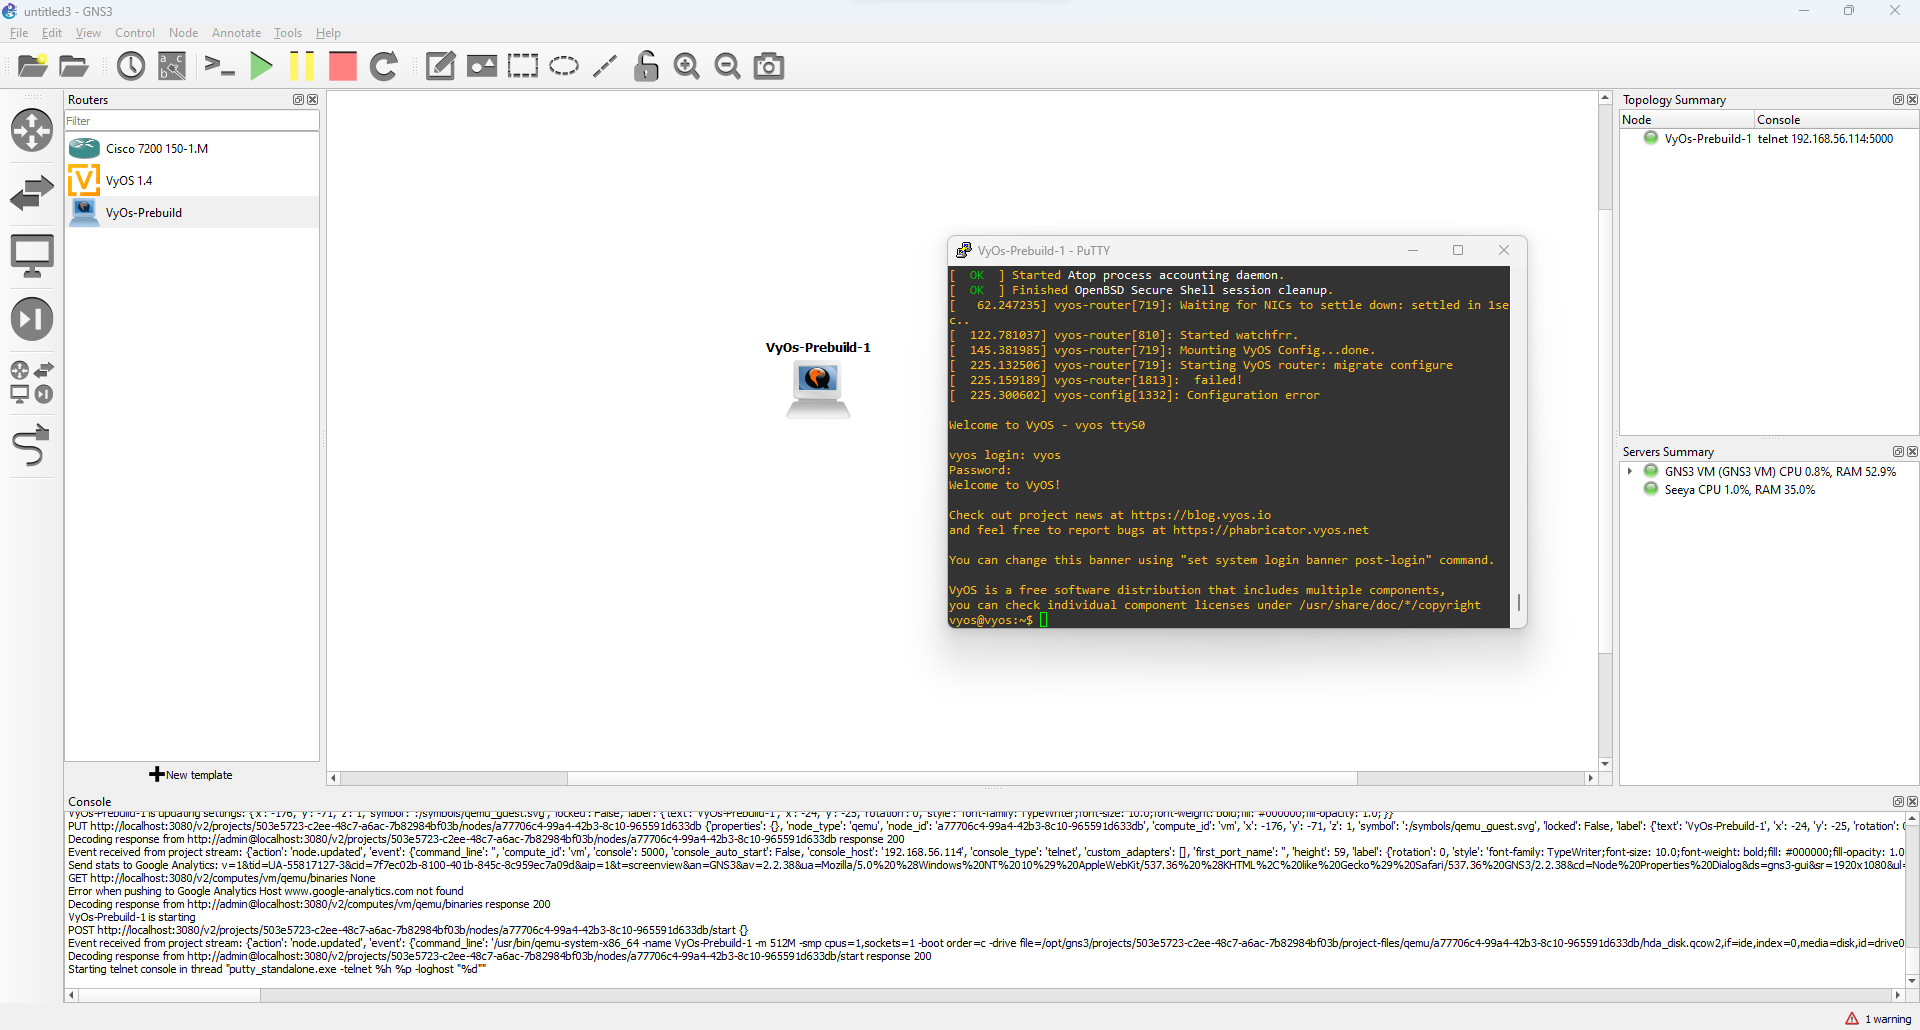 untitled3 - GNS3
File Edit View Control Node Annotate Tools Help
Routers
Filter
Cisco 7200 150-1.M
VyOS 1.4
VyOs-Prebuild
New template
VyOs-Prebuild-1
VyOs-Prebuild-1 - PuTTY
[  OK  ] Started Atop process accounting daemon.
[  OK  ] Finished OpenBSD Secure Shell session cleanup.
[   62.247235] vyos-router[719]: Waiting for NICs to settle down: settled in 1se
c..
[  122.781037] vyos-router[810]: Started watchfrr.
[  145.381985] vyos-router[719]: Mounting VyOS Config...done.
[  225.132506] vyos-router[719]: Starting VyOS router: migrate configure
[  225.159189] vyos-router[1813]:  failed!
[  225.300602] vyos-config[1332]: Configuration error
Welcome to VyOS - vyos ttyS0
vyos login: vyos
Password:
Welcome to VyOS!
Check out project news at https://blog.vyos.io
and feel free to report bugs at https://phabricator.vyos.net
You can change this banner using "set system login banner post-login" command.
VyOS is a free software distribution that includes multiple components,
you can check individual component licenses under /usr/share/doc/*/copyright
vyos@vyos:~$
Topology Summary
Node Console
VyOs-Prebuild-1 telnet 192.168.56.114:5000
Servers Summary
GNS3 VM (GNS3 VM) CPU 0.8%, RAM 52.9%
Seeya CPU 1.0%, RAM 35.0%
Console
VyOs-Prebuild-1 is updating settings: {'x': -176, 'y': -71, 'z': 1, 'symbol': ':/symbols/qemu_guest.svg', 'locked': False, 'label': {'text': 'VyOs-Prebuild-1', 'x': -24, 'y': -25, 'rotation': 0, 'style': 'font-family: TypeWriter;font-size: 10.0;font-weight: bold;fill: #000000;fill-opacity: 1.0;'}}
PUT http://localhost:3080/v2/projects/503e5723-c2ee-48c7-a6ac-7b82984bf03b/nodes/a77706c4-99a4-42b3-8c10-965591d633db {'properties': {}, 'node_type': 'qemu', 'node_id': 'a77706c4-99a4-42b3-8c10-965591d633db', 'compute_id': 'vm', 'x': -176, 'y': -71, 'z': 1, 'symbol': ':/symbols/qemu_guest.svg', 'locked': False, 'label': {'text': 'VyOs-Prebuild-1', 'x': -24, 'y': -25, 'rotation':
Decoding response from http://admin@localhost:3080/v2/projects/503e5723-c2ee-48c7-a6ac-7b82984bf03b/nodes/a77706c4-99a4-42b3-8c10-965591d633db response 200
Event received from project stream: {'action': 'node.updated', 'event': {'command_line': '', 'compute_id': 'vm', 'console': 5000, 'console_auto_start': False, 'console_host': '192.168.56.114', 'console_type': 'telnet', 'custom_adapters': [], 'first_port_name': '', 'height': 59, 'label': {'rotation': 0, 'style': 'font-family: TypeWriter;font-size: 10.0;font-weight: bold;fill: #000000;fill-opacity: 1.0
Send stats to Google Analytics: v=1&tid=UA-55817127-3&cid=7f7ec02b-8100-401b-845c-8c959ec7a09d&aip=1&t=screenview&an=GNS3&av=2.2.38&ua=Mozilla/5.0%20%28Windows%20NT%2010%29%20AppleWebKit/537.36%20%28KHTML%2C%20like%20Gecko%29%20Safari/537.36%20GNS3/2.2.38&cd=Node%20Properties%20Dialog&ds=gns3-gui&sr=1920x1080&ul=
GET http://localhost:3080/v2/computes/vm/qemu/binaries None
Error when pushing to Google Analytics Host www.google-analytics.com not found
Decoding response from http://admin@localhost:3080/v2/computes/vm/qemu/binaries response 200
VyOs-Prebuild-1 is starting
POST http://localhost:3080/v2/projects/503e5723-c2ee-48c7-a6ac-7b82984bf03b/nodes/a77706c4-99a4-42b3-8c10-965591d633db/start {}
Event received from project stream: {'action': 'node.updated', 'event': {'command_line': '/usr/bin/qemu-system-x86_64 -name VyOs-Prebuild-1 -m 512M -smp cpus=1,sockets=1 -boot order=c -drive file=/opt/gns3/projects/503e5723-c2ee-48c7-a6ac-7b82984bf03b/project-files/qemu/a77706c4-99a4-42b3-8c10-965591d633db/hda_disk.qcow2,if=ide,index=0,media=disk,id=drive0
Decoding response from http://admin@localhost:3080/v2/projects/503e5723-c2ee-48c7-a6ac-7b82984bf03b/nodes/a77706c4-99a4-42b3-8c10-965591d633db/start response 200
Starting telnet console in thread "putty_standalone.exe -telnet %h %p -loghost "%d""
1 warning